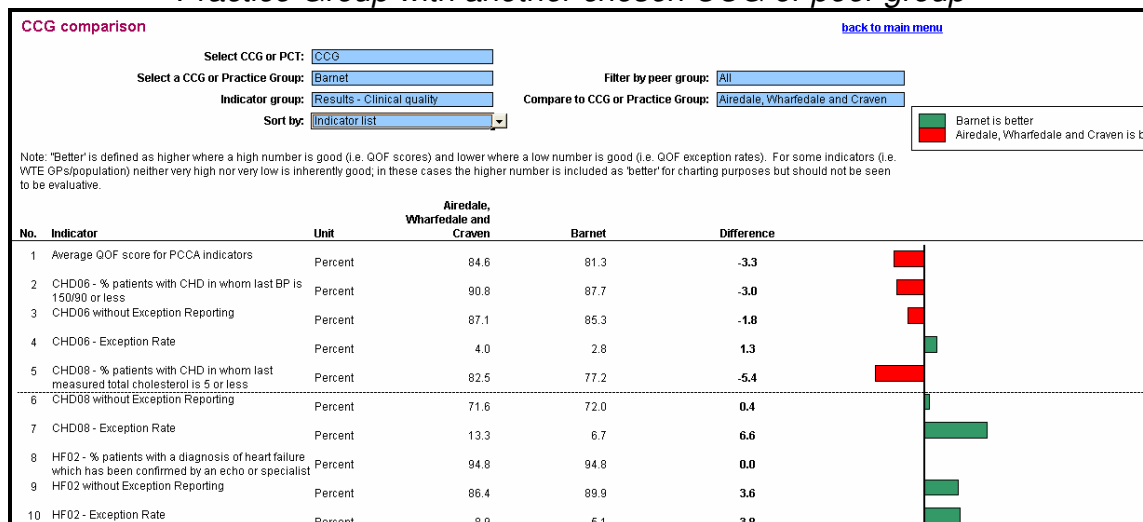 Practice Group with another chosen CCG or peer group
CCG comparison
back to main menu
Select CCG or PCT: CCG
Select a CCG or Practice Group: Barnet
Filter by peer group: All
Indicator group: Results - Clinical quality
Compare to CCG or Practice Group: Airedale, Wharfedale and Craven
Sort by: Indicator list
Barnet is better
Airedale, Wharfedale and Craven is b
Note: "Better' is defined as higher where a high number is good (i.e. QOF scores) and lower where a low number is good (i.e. QOF exception rates). For some indicators (i.e.
WTE GPs/population) neither very high nor very low is inherently good; in these cases the higher number is included as 'better' for charting purposes but should not be seen
to be evaluative.
Airedale,
Wharfedale and
No. Indicator Unit Craven Barnet Difference
1 Average QOF score for PCCA indicators Percent 84.6 81.3 -3.3
2 CHD06 - % patients with CHD in whom last BP is
150/90 or less Percent 90.8 87.7 -3.0
3 CHD06 without Exception Reporting Percent 87.1 85.3 -1.8
4 CHD06 - Exception Rate Percent 4.0 2.8 1.3
5 CHD08 - % patients with CHD in whom last
measured total cholesterol is 5 or less Percent 82.5 77.2 -5.4
6 CHD08 without Exception Reporting Percent 71.6 72.0 0.4
7 CHD08 - Exception Rate Percent 13.3 6.7 6.6
8 HF02 - % patients with a diagnosis of heart failure
which has been confirmed by an echo or specialist Percent 94.8 94.8 0.0
9 HF02 without Exception Reporting Percent 86.4 89.9 3.6
10 HF02 - Exception Rate Percent 8.9 5.1 3.8